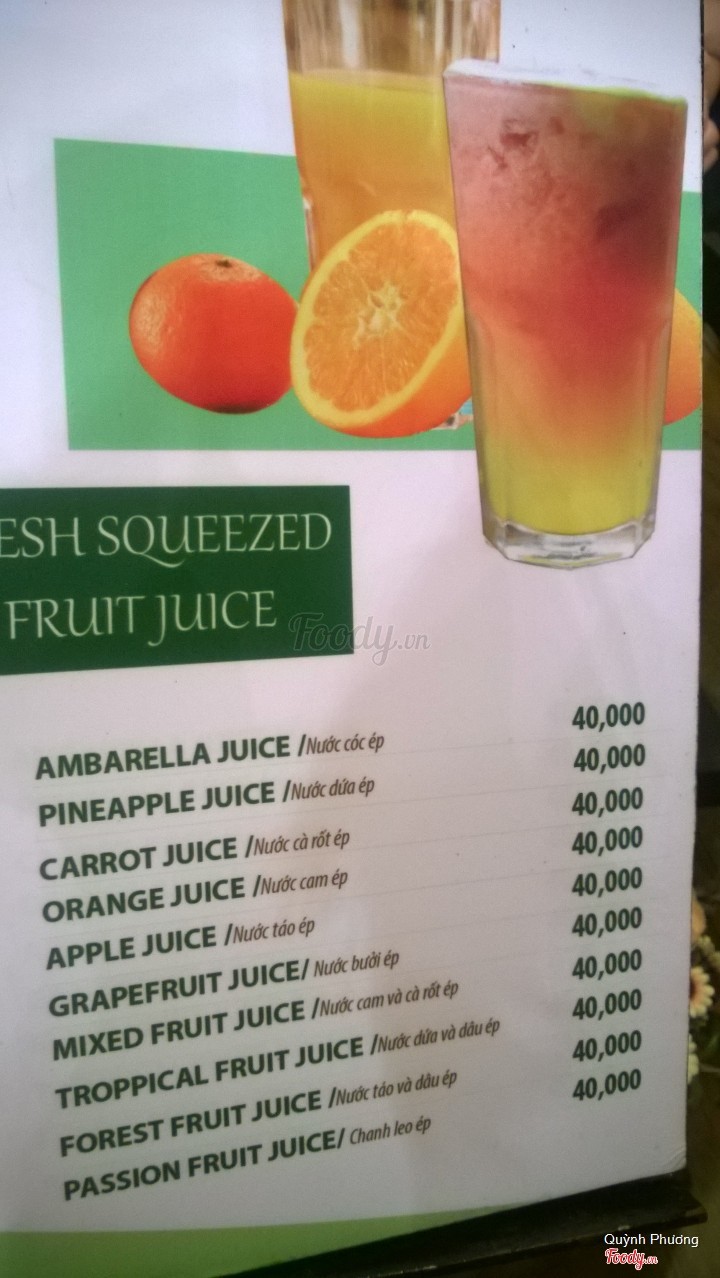 ESH SQUEEZED
FRUIT JUICE
Foody.vn
AMBARELLA JUICE /Nước cóc ép 40,000
PINEAPPLE JUICE /Nước dứa ép 40,000
CARROT JUICE /Nước cà rốt ép 40,000
ORANGE JUICE /Nước cam ép 40,000
APPLE JUICE /Nước táo ép 40,000
GRAPEFRUIT JUICE/ Nước bưởi ép 40,000
MIXED FRUIT JUICE /Nước cam và cà rốt ép 40,000
TROPPICAL FRUIT JUICE /Nước dứa và dâu ép 40,000
FOREST FRUIT JUICE /Nước táo và dâu ép 40,000
PASSION FRUIT JUICE/ Chanh leo ép 40,000
Quỳnh Phương
Foody.vn